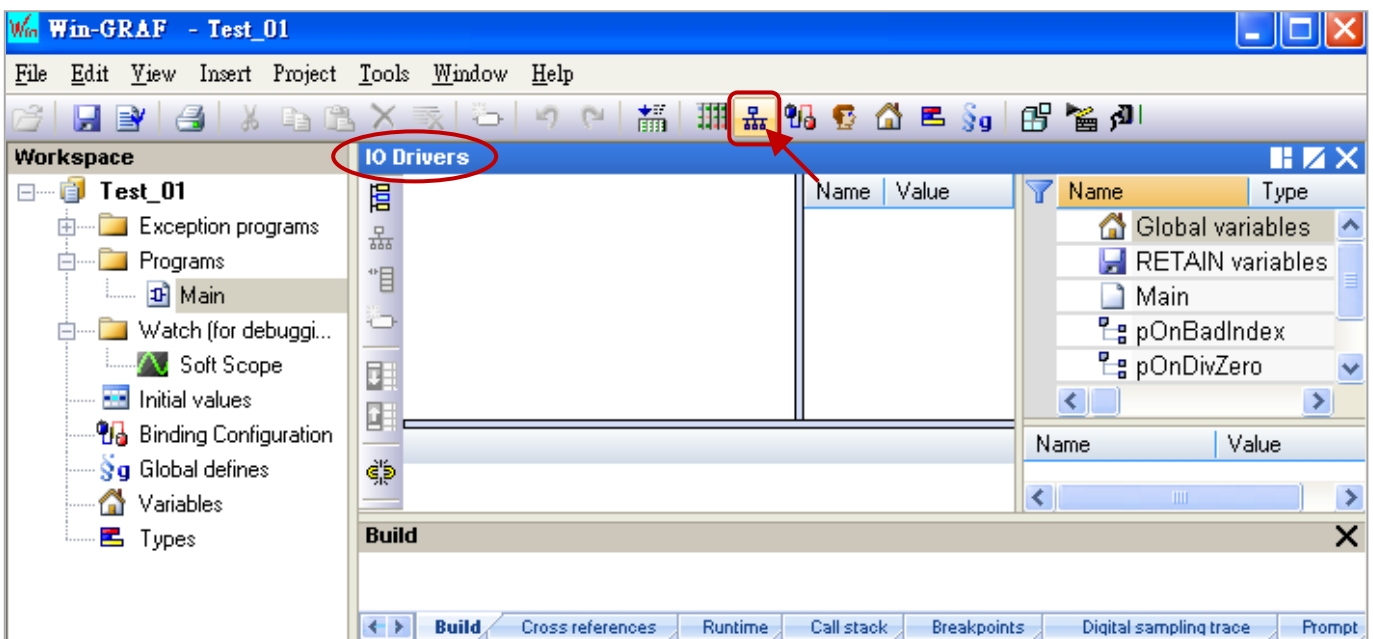 Win-GRAF - Test_01
File Edit View Insert Project Tools Window Help
Workspace
Test_01
Exception programs
Programs
Main
Watch (for debuggi...
Soft Scope
Initial values
Binding Configuration
Global defines
Variables
Types
IO Drivers
Name Value
Name Type
Global variables
RETAIN variables
Main
pOnBadIndex
pOnDivZero
Name Value
Build
Build Cross references Runtime Call stack Breakpoints Digital sampling trace Prompt